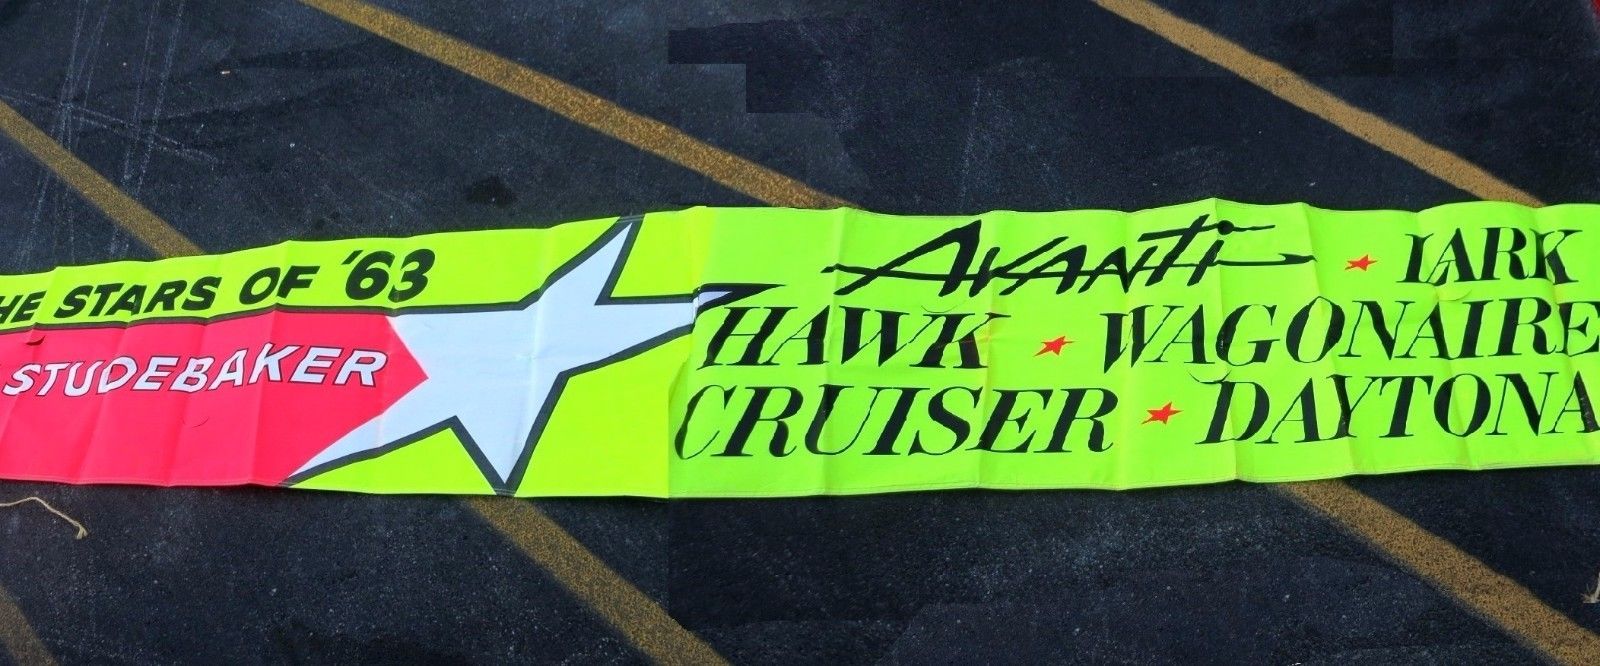 HE STARS OF '63
STUDEBAKER
AVANTI ★ LARK
HAWK ★ WAGONAIRE
CRUISER ★ DAYTONA